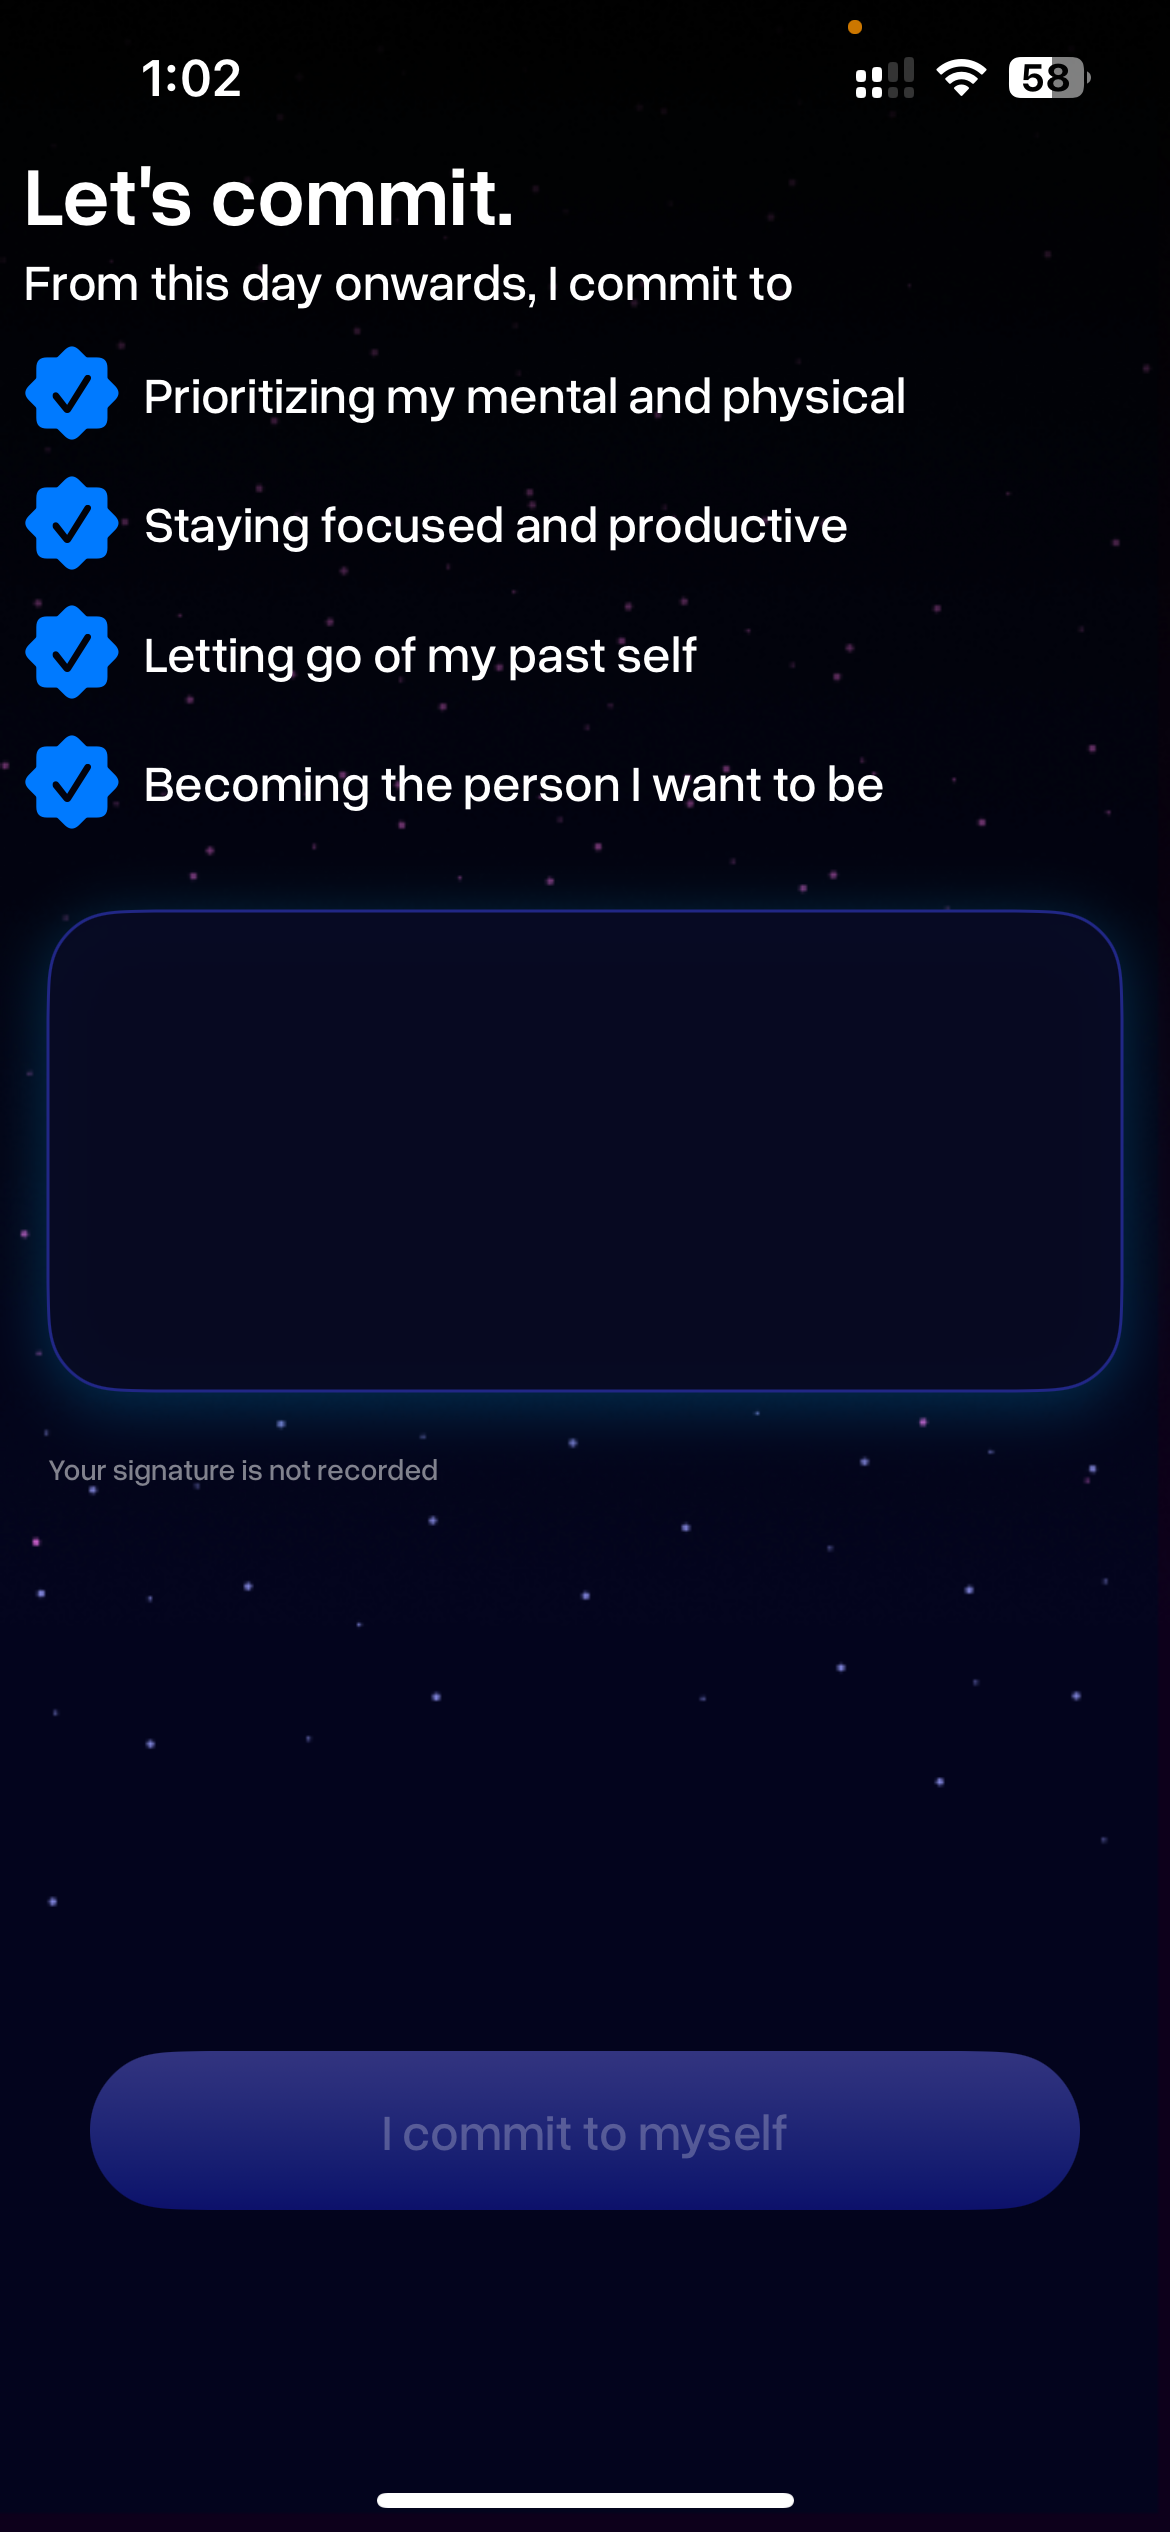 1:02
58
Let's commit.
From this day onwards, I commit to
Prioritizing my mental and physical
Staying focused and productive
Letting go of my past self
Becoming the person I want to be
Your signature is not recorded
I commit to myself